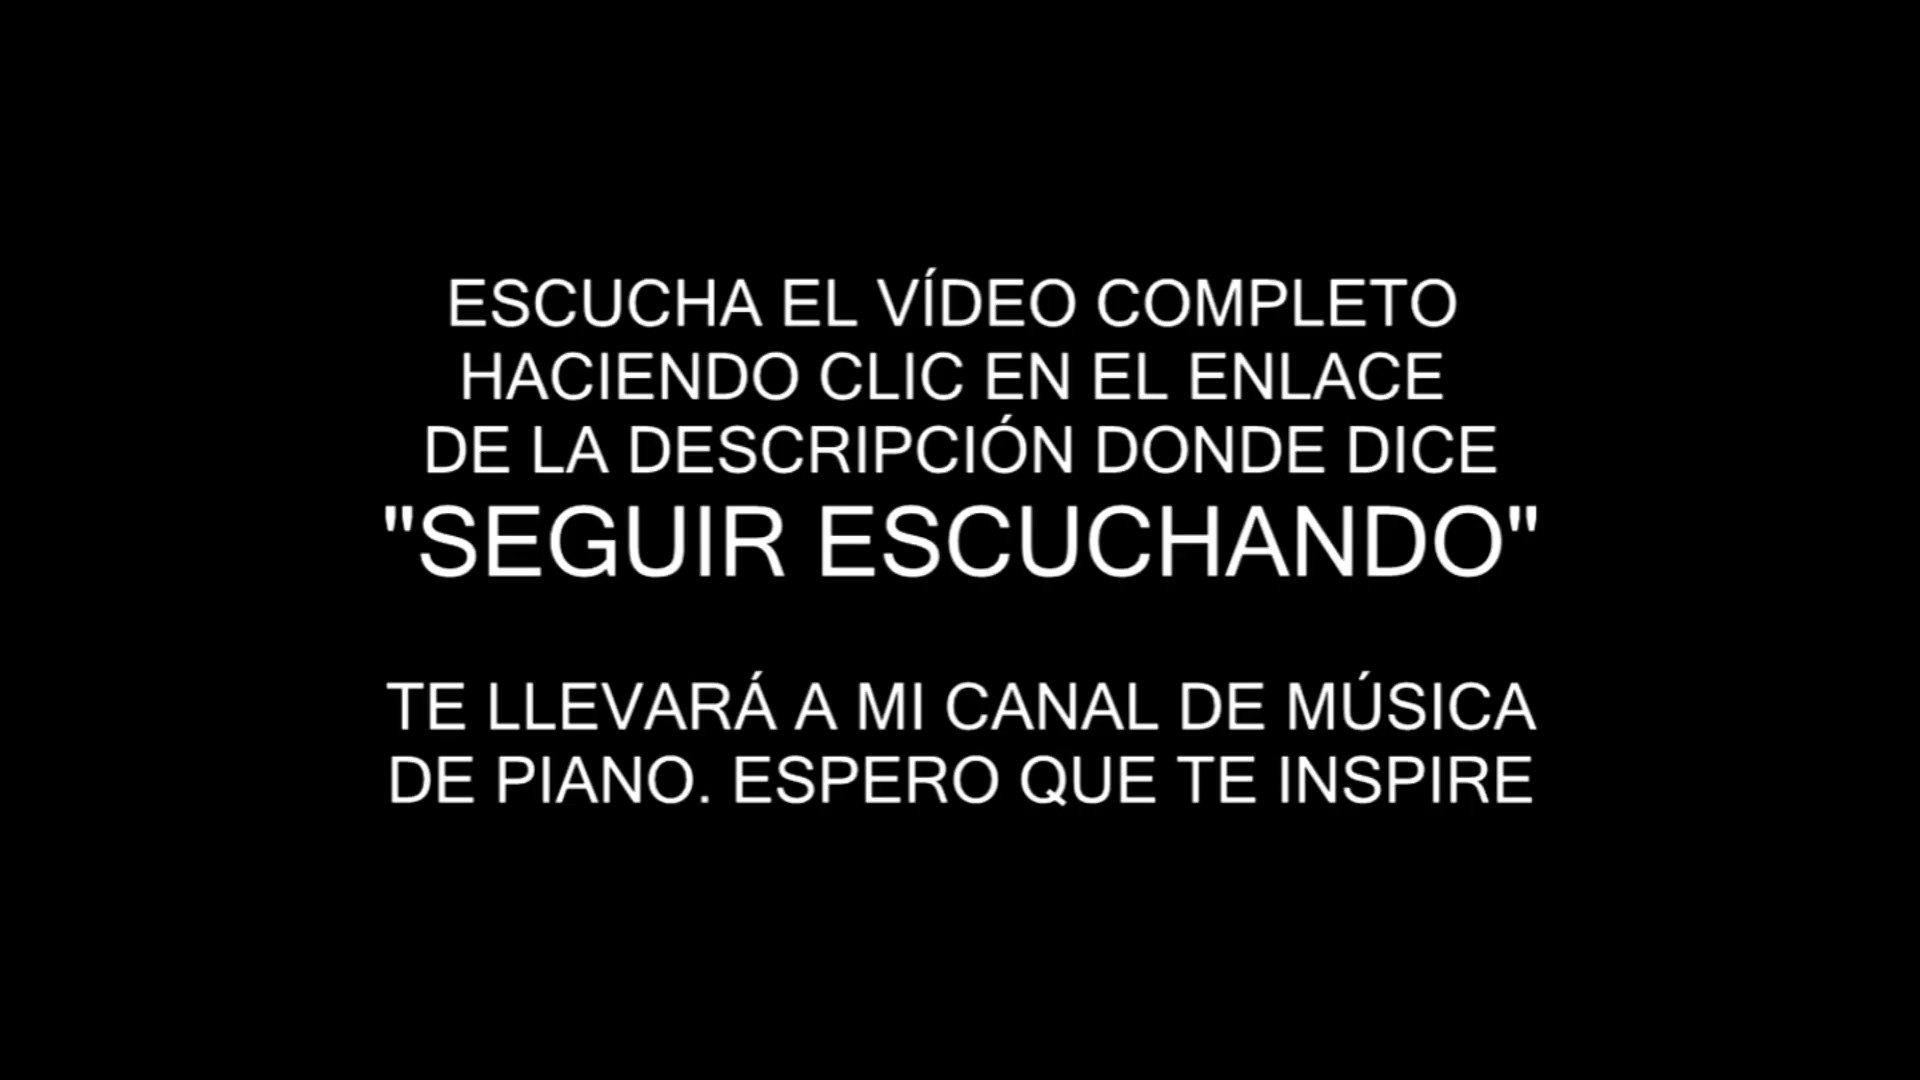 ESCUCHA EL VÍDEO COMPLETO
HACIENDO CLIC EN EL ENLACE
DE LA DESCRIPCIÓN DONDE DICE
"SEGUIR ESCUCHANDO"
TE LLEVARÁ A MI CANAL DE MÚSICA
DE PIANO. ESPERO QUE TE INSPIRE